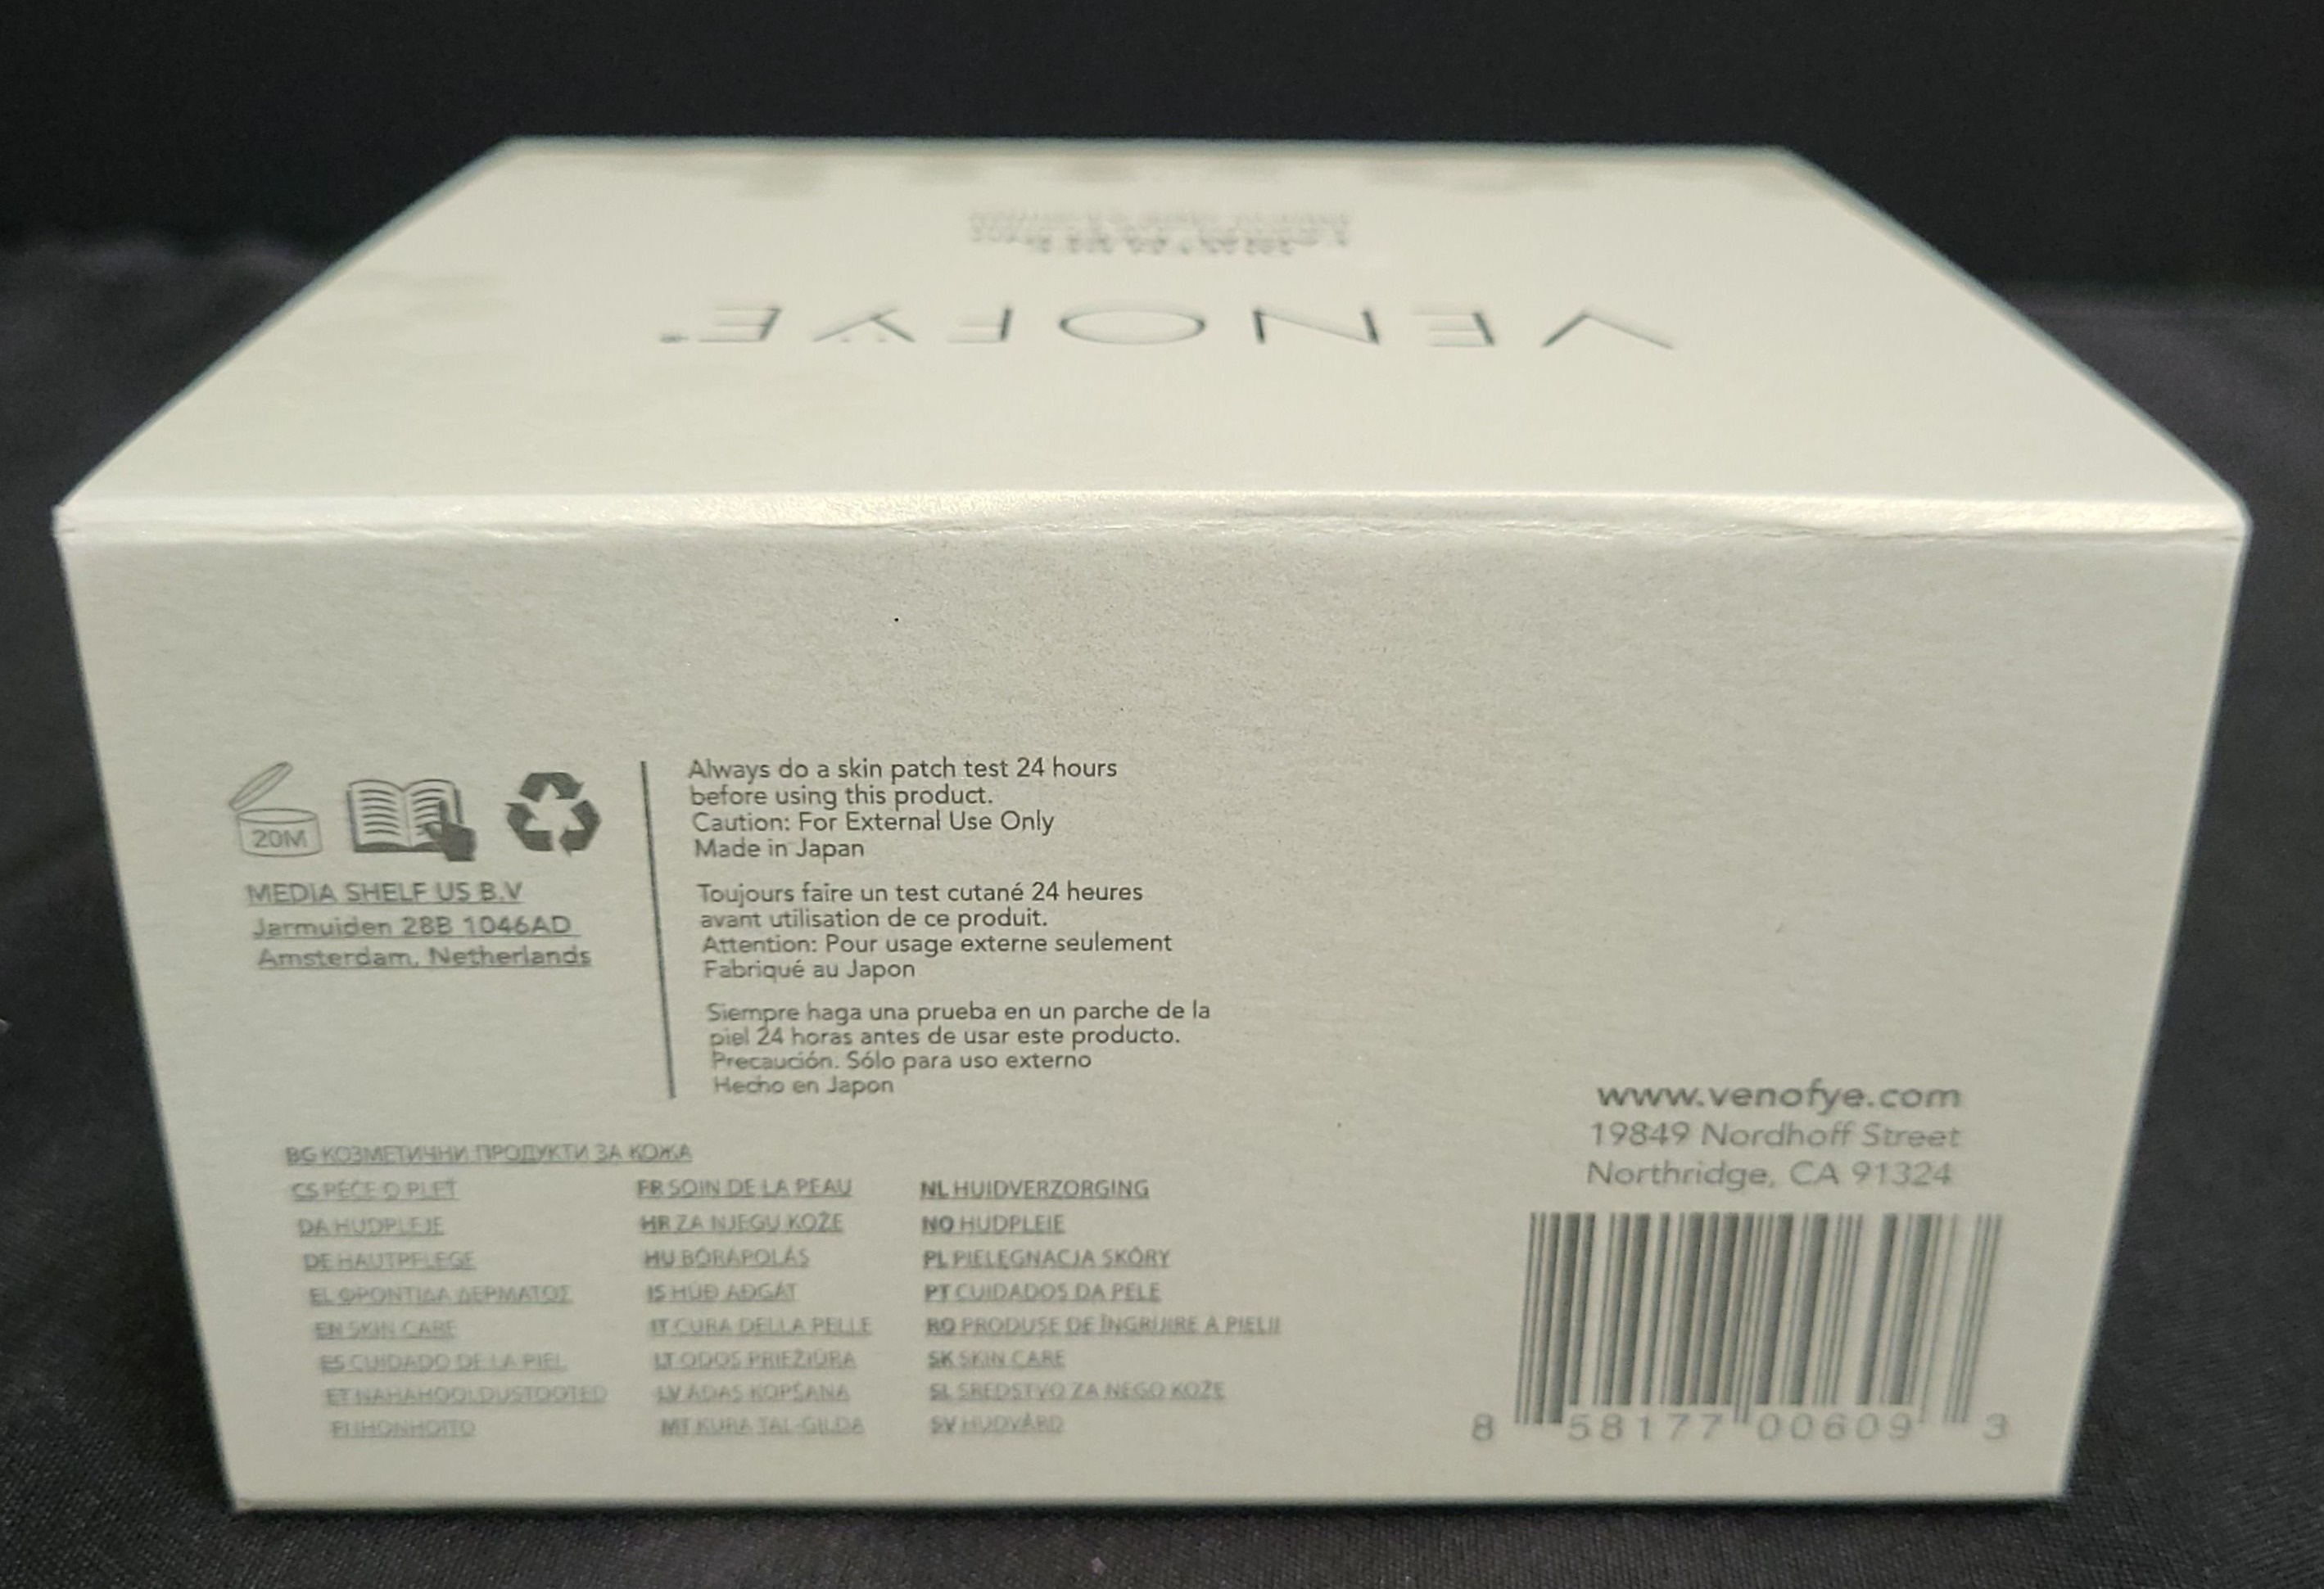 VENOFYE
20M
MEDIA SHELF US B.V
Jarmuiden 28B 1046AD
Amsterdam, Netherlands
Always do a skin patch test 24 hours
before using this product.
Caution: For External Use Only
Made in Japan
Toujours faire un test cutané 24 heures
avant utilisation de ce produit.
Attention: Pour usage externe seulement
Fabriqué au Japon
Siempre haga una prueba en un parche de la
piel 24 horas antes de usar este producto.
Precaución. Sólo para uso externo
Hecho en Japon
BG КОЗМЕТИЧНИ ПРОДУКТИ ЗА КОЖА
CS PÉČE O PLEŤ
DA HUDPLEJE
DE HAUTPFLEGE
EL ΦΡΟΝΤΙΔΑ ΔΕΡΜΑΤΟΣ
EN SKIN CARE
ES CUIDADO DE LA PIEL
ET NAHAHOOLDUSTOOTED
FI IHONHOITO
FR SOIN DE LA PEAU
HR ZA NJEGU KOŽE
HU BŐRÁPOLÁS
IS HÚÐ AÐGÁT
IT CURA DELLA PELLE
LT ODOS PRIEŽIŪRA
LV ĀDAS KOPŠANA
MT KURA TAL-GILDA
NL HUIDVERZORGING
NO HUDPLEIE
PL PIELĘGNACJA SKÓRY
PT CUIDADOS DA PELE
RO PRODUSE DE ÎNGRIJIRE A PIELII
SK SKIN CARE
SL SREDSTVO ZA NEGO KOŽE
SV HUDVÅRD
www.venofye.com
19849 Nordhoff Street
Northridge, CA 91324
8 58177 00609 3